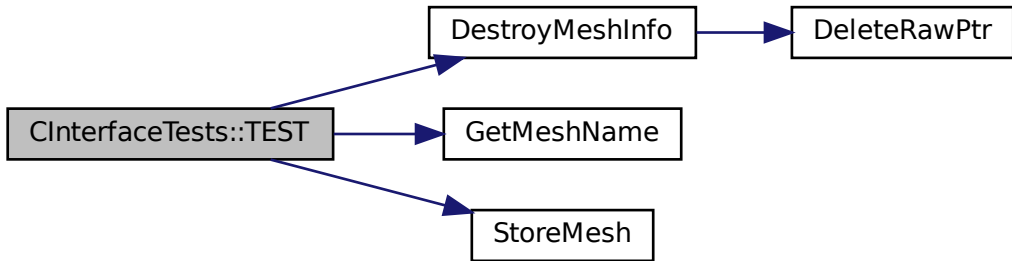 DestroyMeshInfo
DeleteRawPtr
CInterfaceTests::TEST
GetMeshName
StoreMesh